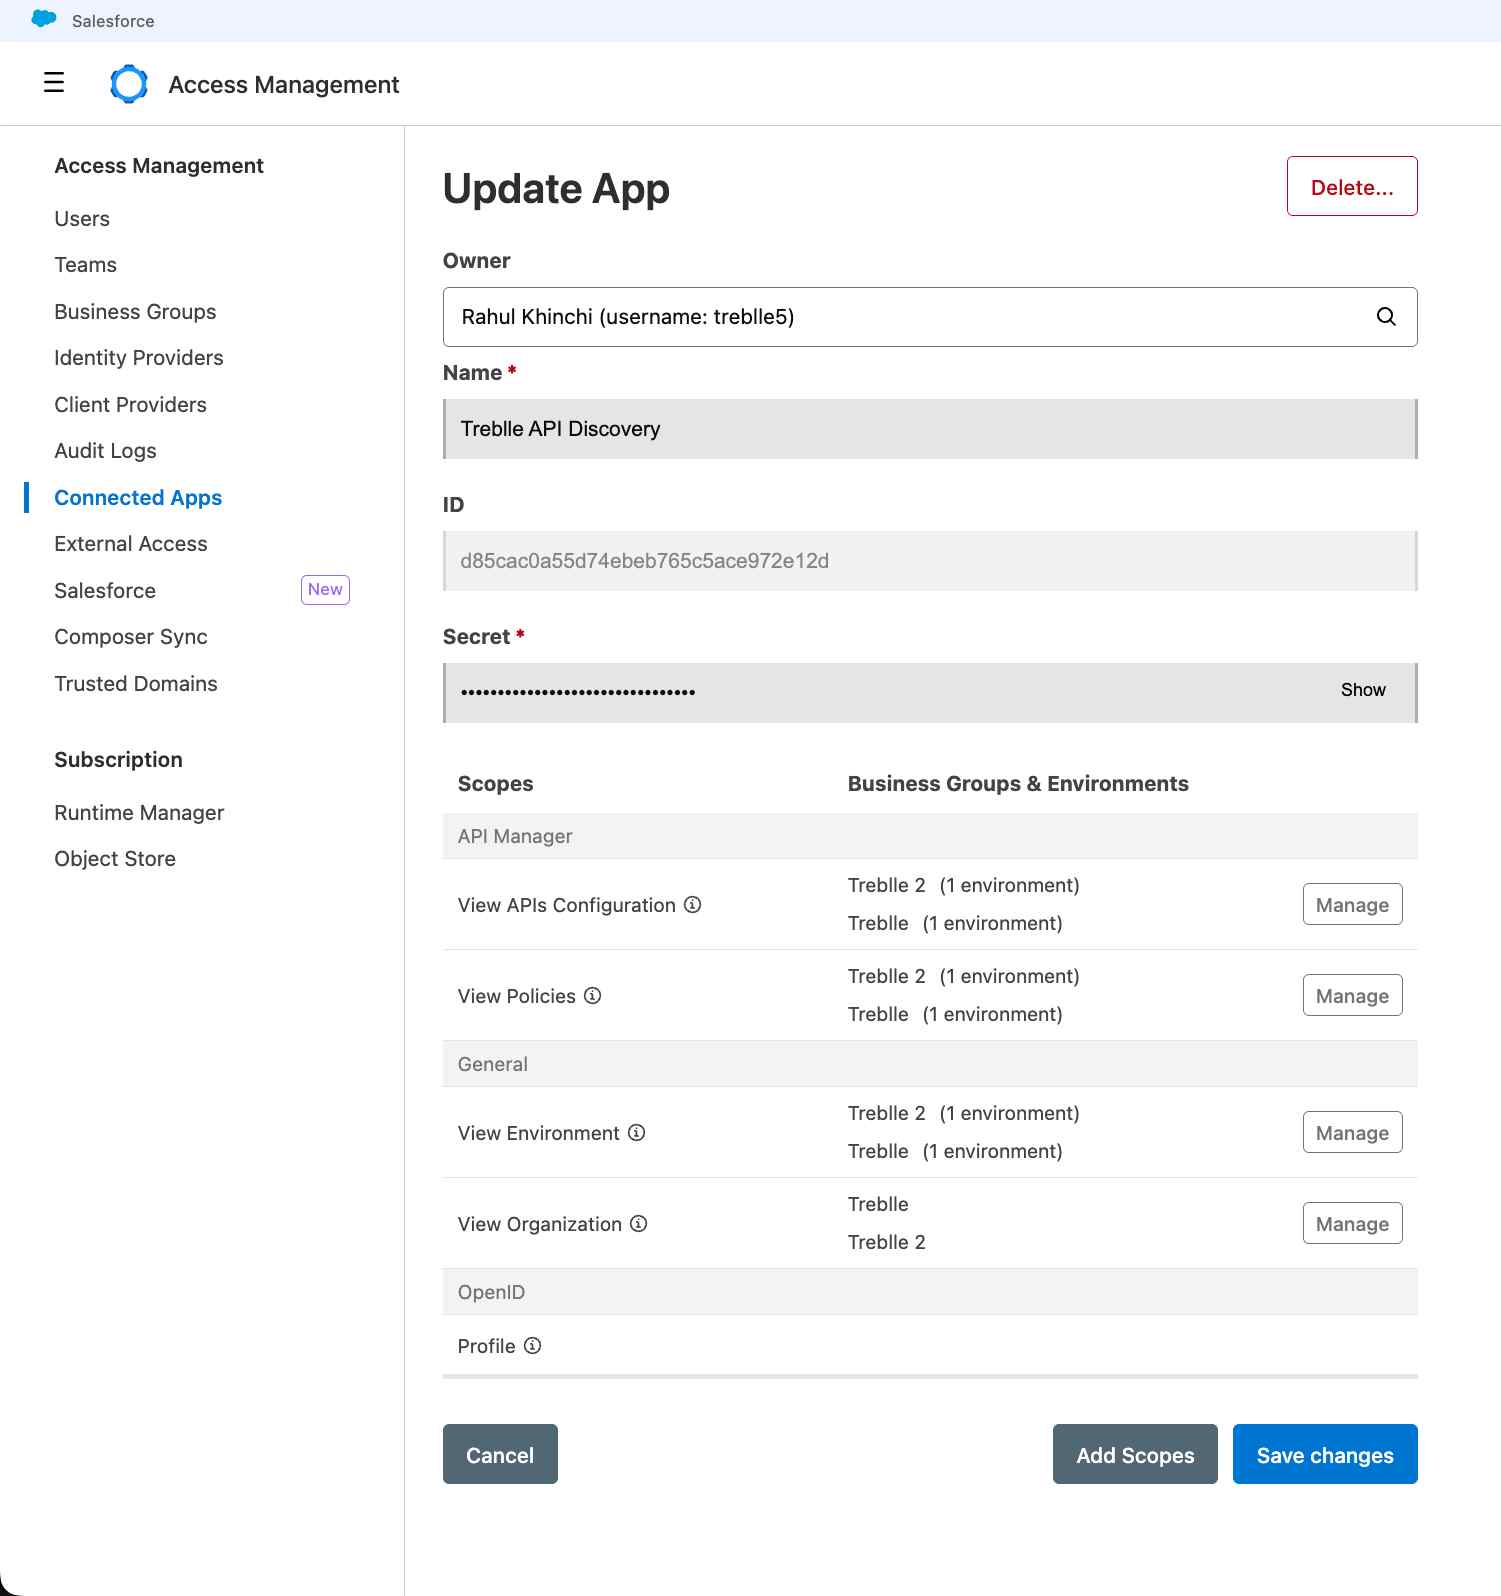 Salesforce
Access Management
Access Management
Users
Teams
Business Groups
Identity Providers
Client Providers
Audit Logs
Connected Apps
External Access
Salesforce New
Composer Sync
Trusted Domains
Subscription
Runtime Manager
Object Store
Update App
Delete...
Owner
Rahul Khinchi (username: treblle5)
Name *
Treblle API Discovery
ID
d85cac0a55d74ebeb765c5ace972e12d
Secret *
•••••••••••••••••••••••••••••••• Show
Scopes Business Groups & Environments
API Manager
View APIs Configuration
Treblle 2 (1 environment)
Treblle (1 environment)
Manage
View Policies
Treblle 2 (1 environment)
Treblle (1 environment)
Manage
General
View Environment
Treblle 2 (1 environment)
Treblle (1 environment)
Manage
View Organization
Treblle
Treblle 2
Manage
OpenID
Profile
Cancel
Add Scopes
Save changes